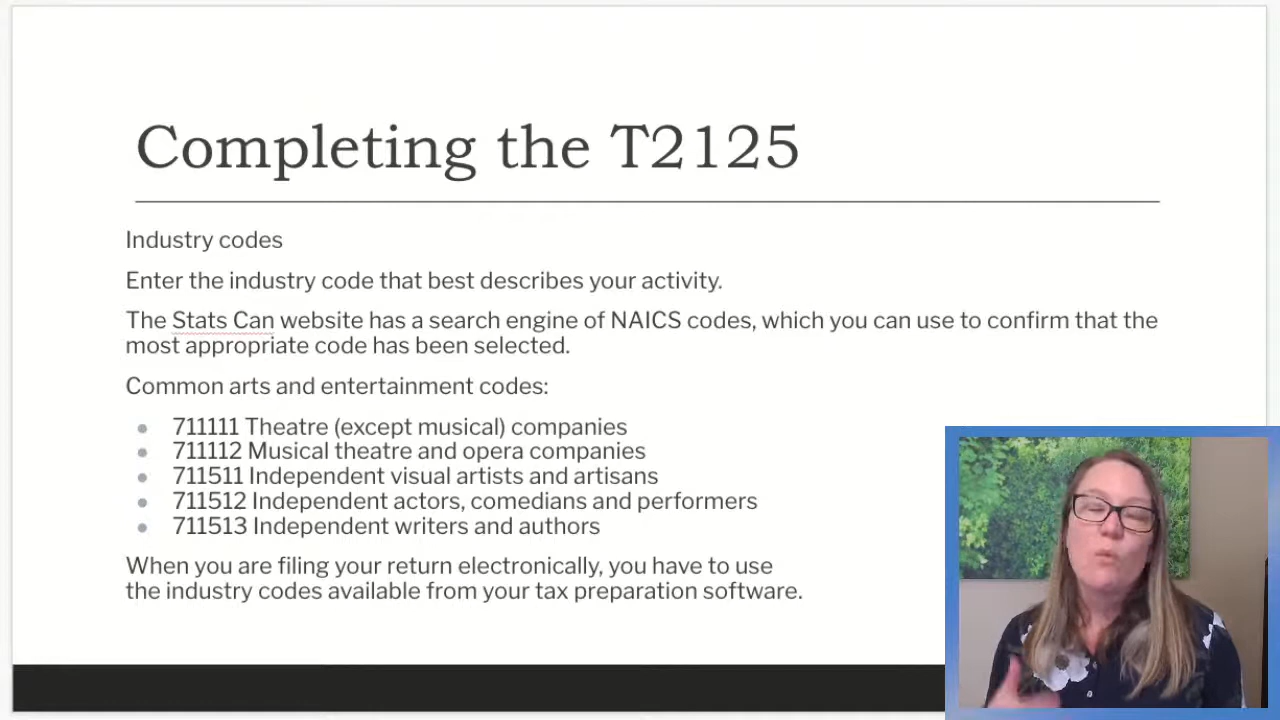 Completing the T2125
Industry codes
Enter the industry code that best describes your activity.
The Stats Can website has a search engine of NAICS codes, which you can use to confirm that the
most appropriate code has been selected.
Common arts and entertainment codes:
● 711111 Theatre (except musical) companies
● 711112 Musical theatre and opera companies
● 711511 Independent visual artists and artisans
● 711512 Independent actors, comedians and performers
● 711513 Independent writers and authors
When you are filing your return electronically, you have to use
the industry codes available from your tax preparation software.